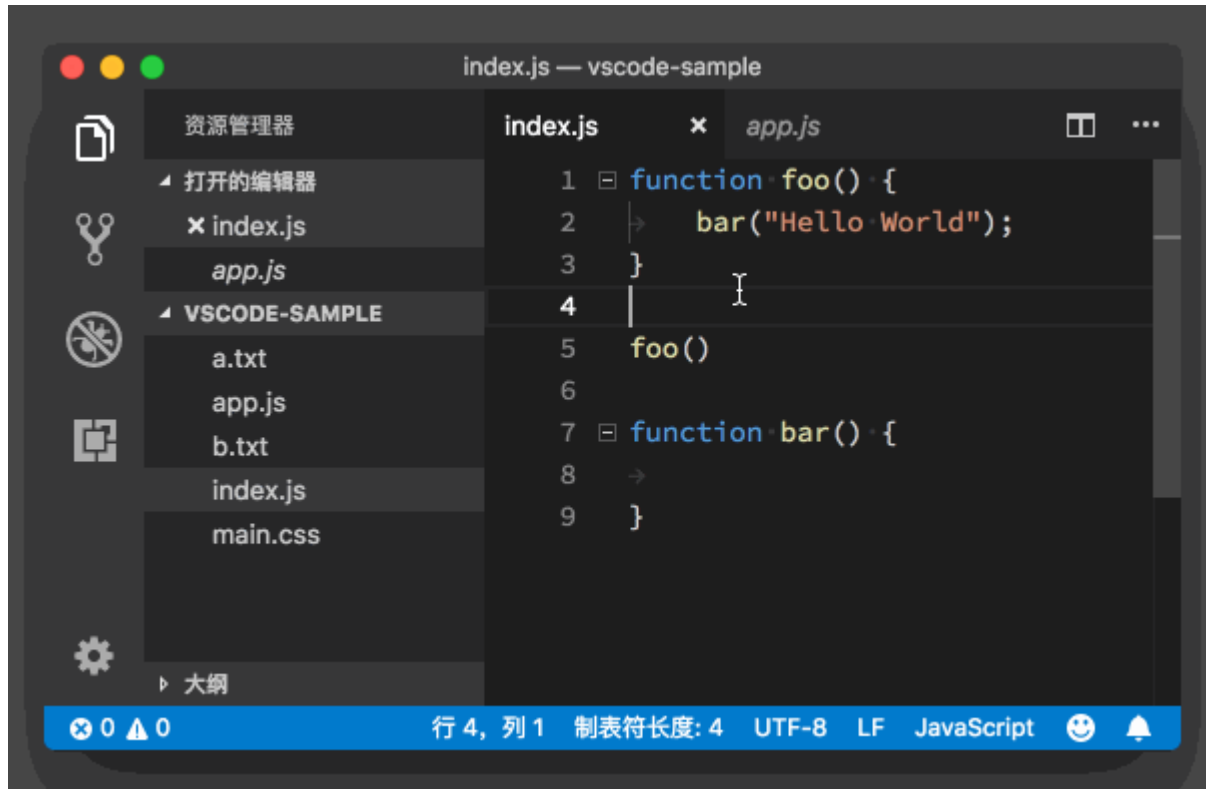 index.js — vscode-sample
资源管理器
打开的编辑器
index.js
app.js
VSCODE-SAMPLE
a.txt
app.js
b.txt
index.js
main.css
大纲
index.js app.js
1 function foo() {
2 bar("Hello World");
3 }
4
5 foo()
6
7 function bar() {
8
9 }
0 0 行 4，列 1 制表符长度: 4 UTF-8 LF JavaScript